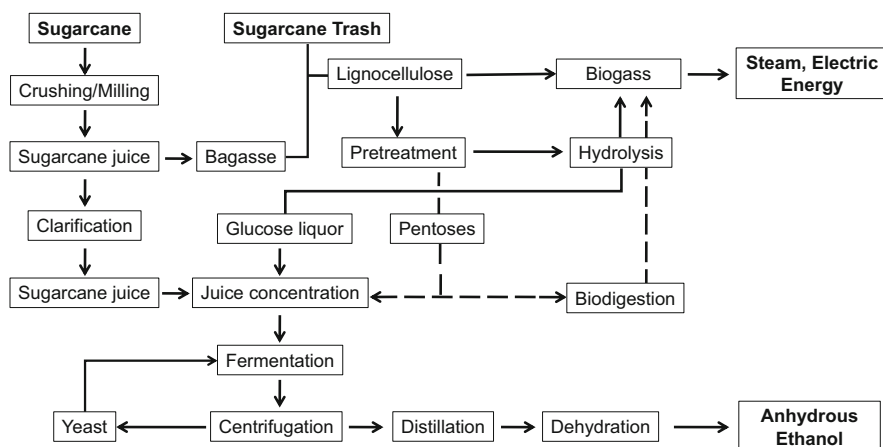 Sugarcane
Sugarcane Trash
Lignocellulose
Biogass
Steam, Electric
Energy
Crushing/Milling
Sugarcane juice
Bagasse
Pretreatment
Hydrolysis
Clarification
Glucose liquor
Pentoses
Sugarcane juice
Juice concentration
Biodigestion
Fermentation
Yeast
Centrifugation
Distillation
Dehydration
Anhydrous
Ethanol